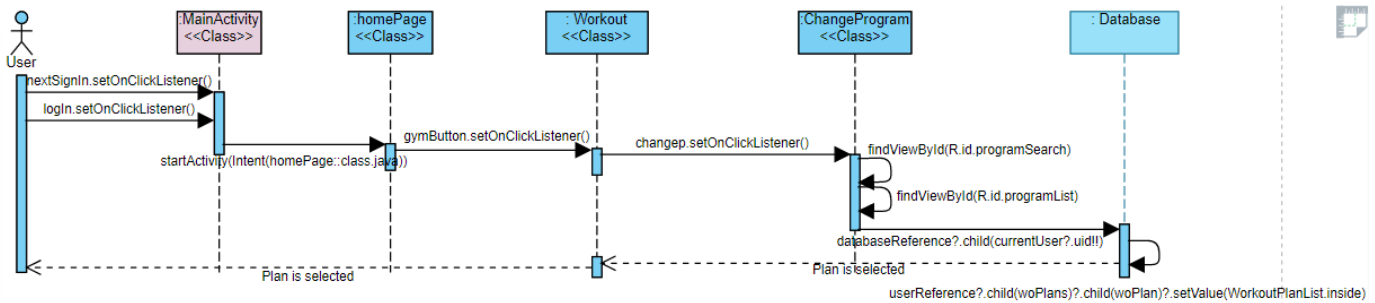 :MainActivity
<<Class>>
:homePage
<<Class>>
: Workout
<<Class>>
:ChangeProgram
<<Class>>
: Database
User
nextSignIn.setOnClickListener()
logIn.setOnClickListener()
startActivity(Intent(homePage::class.java))
gymButton.setOnClickListener()
changep.setOnClickListener()
findViewById(R.id.programSearch)
findViewById(R.id.programList)
databaseReference?.child(currentUser?.uid!!)
Plan is selected
Plan is selected
userReference?.child(woPlans)?.child(woPlan)?.setValue(WorkoutPlanList.inside)